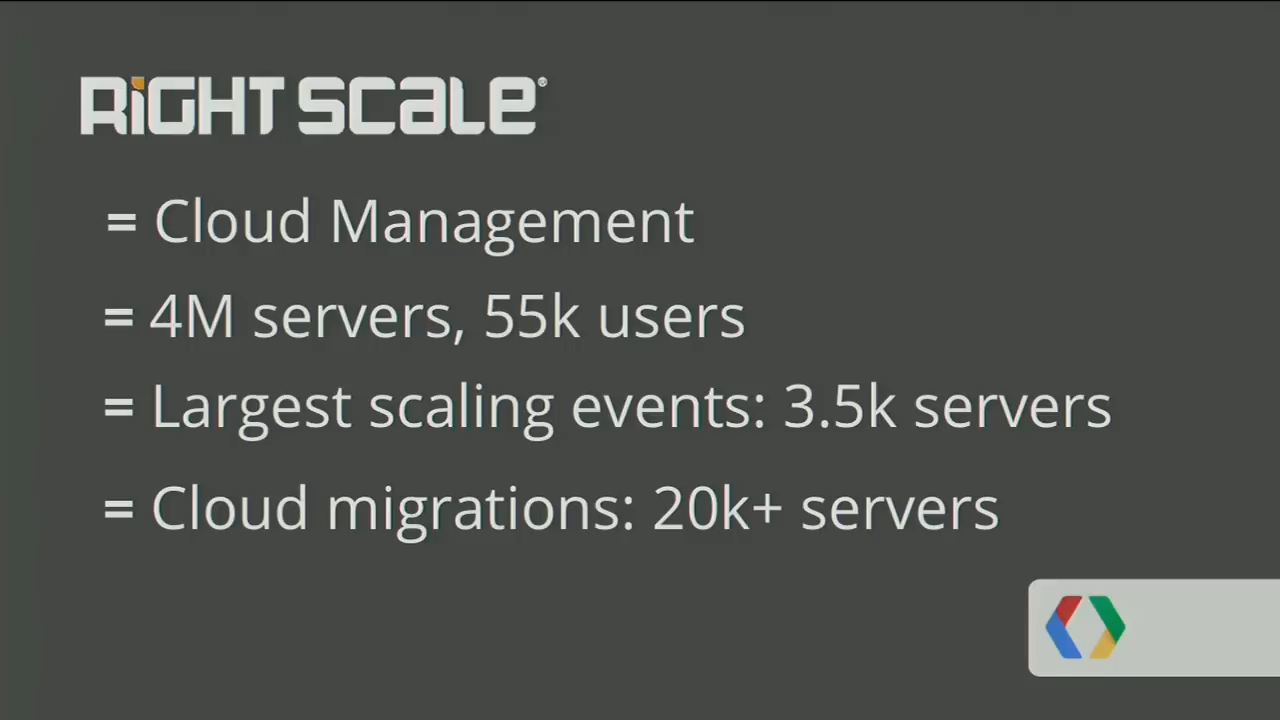 RiGHT SCALE®
= Cloud Management
= 4M servers, 55k users
= Largest scaling events: 3.5k servers
= Cloud migrations: 20k+ servers